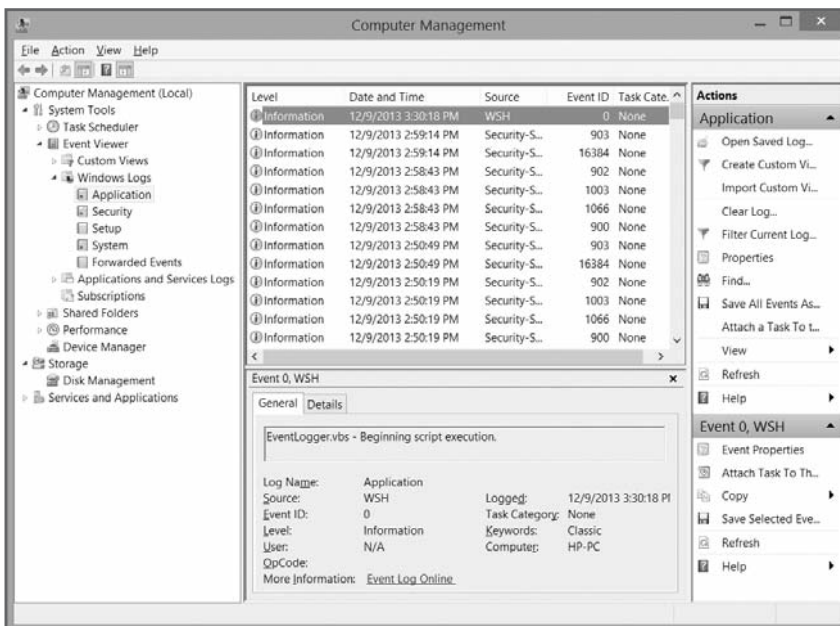 Computer Management
File Action View Help
Computer Management (Local)
System Tools
Task Scheduler
Event Viewer
Custom Views
Windows Logs
Application
Security
Setup
System
Forwarded Events
Applications and Services Logs
Subscriptions
Shared Folders
Performance
Device Manager
Storage
Disk Management
Services and Applications
Level Date and Time Source Event ID Task Cate.
Information 12/9/2013 3:30:18 PM WSH 0 None
Information 12/9/2013 2:59:14 PM Security-S... 903 None
Information 12/9/2013 2:59:14 PM Security-S... 16384 None
Information 12/9/2013 2:58:43 PM Security-S... 902 None
Information 12/9/2013 2:58:43 PM Security-S... 1003 None
Information 12/9/2013 2:58:43 PM Security-S... 1066 None
Information 12/9/2013 2:58:43 PM Security-S... 900 None
Information 12/9/2013 2:50:49 PM Security-S... 903 None
Information 12/9/2013 2:50:49 PM Security-S... 16384 None
Information 12/9/2013 2:50:19 PM Security-S... 902 None
Information 12/9/2013 2:50:19 PM Security-S... 1003 None
Information 12/9/2013 2:50:19 PM Security-S... 1066 None
Information 12/9/2013 2:50:19 PM Security-S... 900 None
Event 0, WSH
General Details
EventLogger.vbs - Beginning script execution.
Log Name: Application
Source: WSH Logged: 12/9/2013 3:30:18 PM
Event ID: 0 Task Category: None
Level: Information Keywords: Classic
User: N/A Computer: HP-PC
OpCode:
More Information: Event Log Online
Actions
Application
Open Saved Log...
Create Custom Vi...
Import Custom Vi...
Clear Log...
Filter Current Log...
Properties
Find...
Save All Events As...
Attach a Task To t...
View
Refresh
Help
Event 0, WSH
Event Properties
Attach Task To Th...
Copy
Save Selected Eve...
Refresh
Help